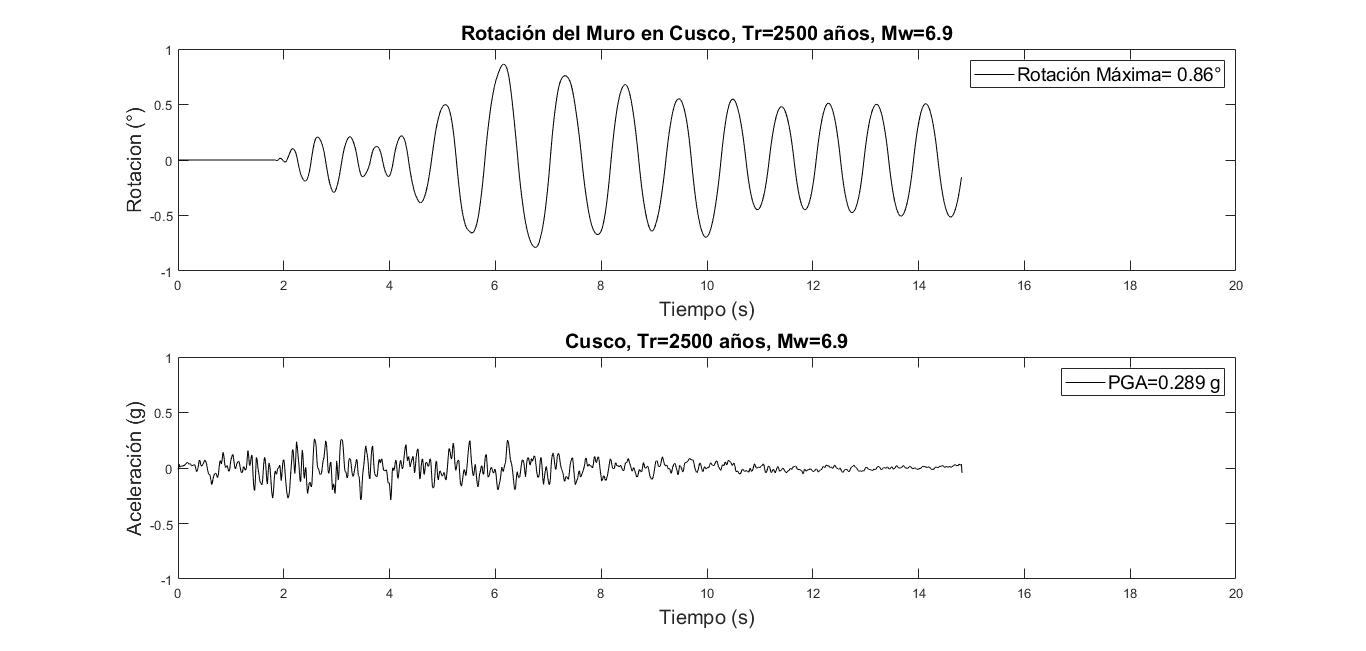 Rotación del Muro en Cusco, Tr=2500 años, Mw=6.9
1
0.5
0
-0.5
-1
Rotacion (°)
Rotación Máxima= 0.86°
0 2 4 6 8 10 12 14 16 18 20
Tiempo (s)
Cusco, Tr=2500 años, Mw=6.9
1
0.5
0
-0.5
-1
Aceleración (g)
PGA=0.289 g
0 2 4 6 8 10 12 14 16 18 20
Tiempo (s)